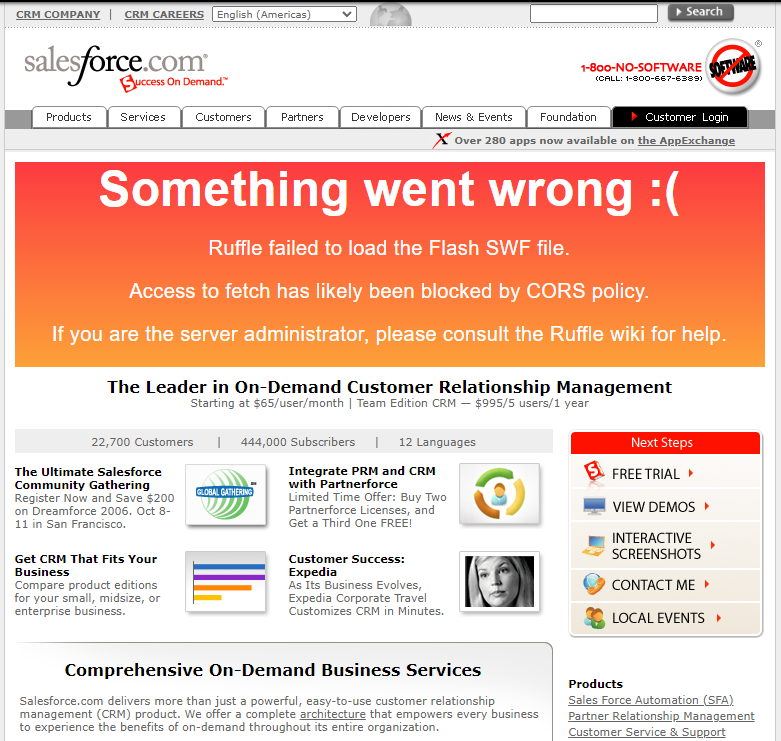 CRM COMPANY | CRM CAREERS English (Americas) Search
salesforce.com®
Success On Demand.™
1-800-NO-SOFTWARE
(CALL: 1-800-667-6389)
SOFTWARE ®
Products Services Customers Partners Developers News & Events Foundation Customer Login
Over 280 apps now available on the AppExchange
Something went wrong :(
Ruffle failed to load the Flash SWF file.
Access to fetch has likely been blocked by CORS policy.
If you are the server administrator, please consult the Ruffle wiki for help.
The Leader in On-Demand Customer Relationship Management
Starting at $65/user/month | Team Edition CRM — $995/5 users/1 year
22,700 Customers | 444,000 Subscribers | 12 Languages
The Ultimate Salesforce
Community Gathering
Register Now and Save $200
on Dreamforce 2006. Oct 8-
11 in San Francisco.
GLOBAL GATHERING
Integrate PRM and CRM
with Partnerforce
Limited Time Offer: Buy Two
Partnerforce Licenses, and
Get a Third One FREE!
Get CRM That Fits Your
Business
Compare product editions
for your small, midsize, or
enterprise business.
Customer Success:
Expedia
As Its Business Evolves,
Expedia Corporate Travel
Customizes CRM in Minutes.
Next Steps
FREE TRIAL
VIEW DEMOS
INTERACTIVE
SCREENSHOTS
CONTACT ME
LOCAL EVENTS
Comprehensive On-Demand Business Services
Salesforce.com delivers more than just a powerful, easy-to-use customer relationship
management (CRM) product. We offer a complete architecture that empowers every business
to experience the benefits of on-demand throughout its entire organization.
Products
Sales Force Automation (SFA)
Partner Relationship Management
Customer Service & Support